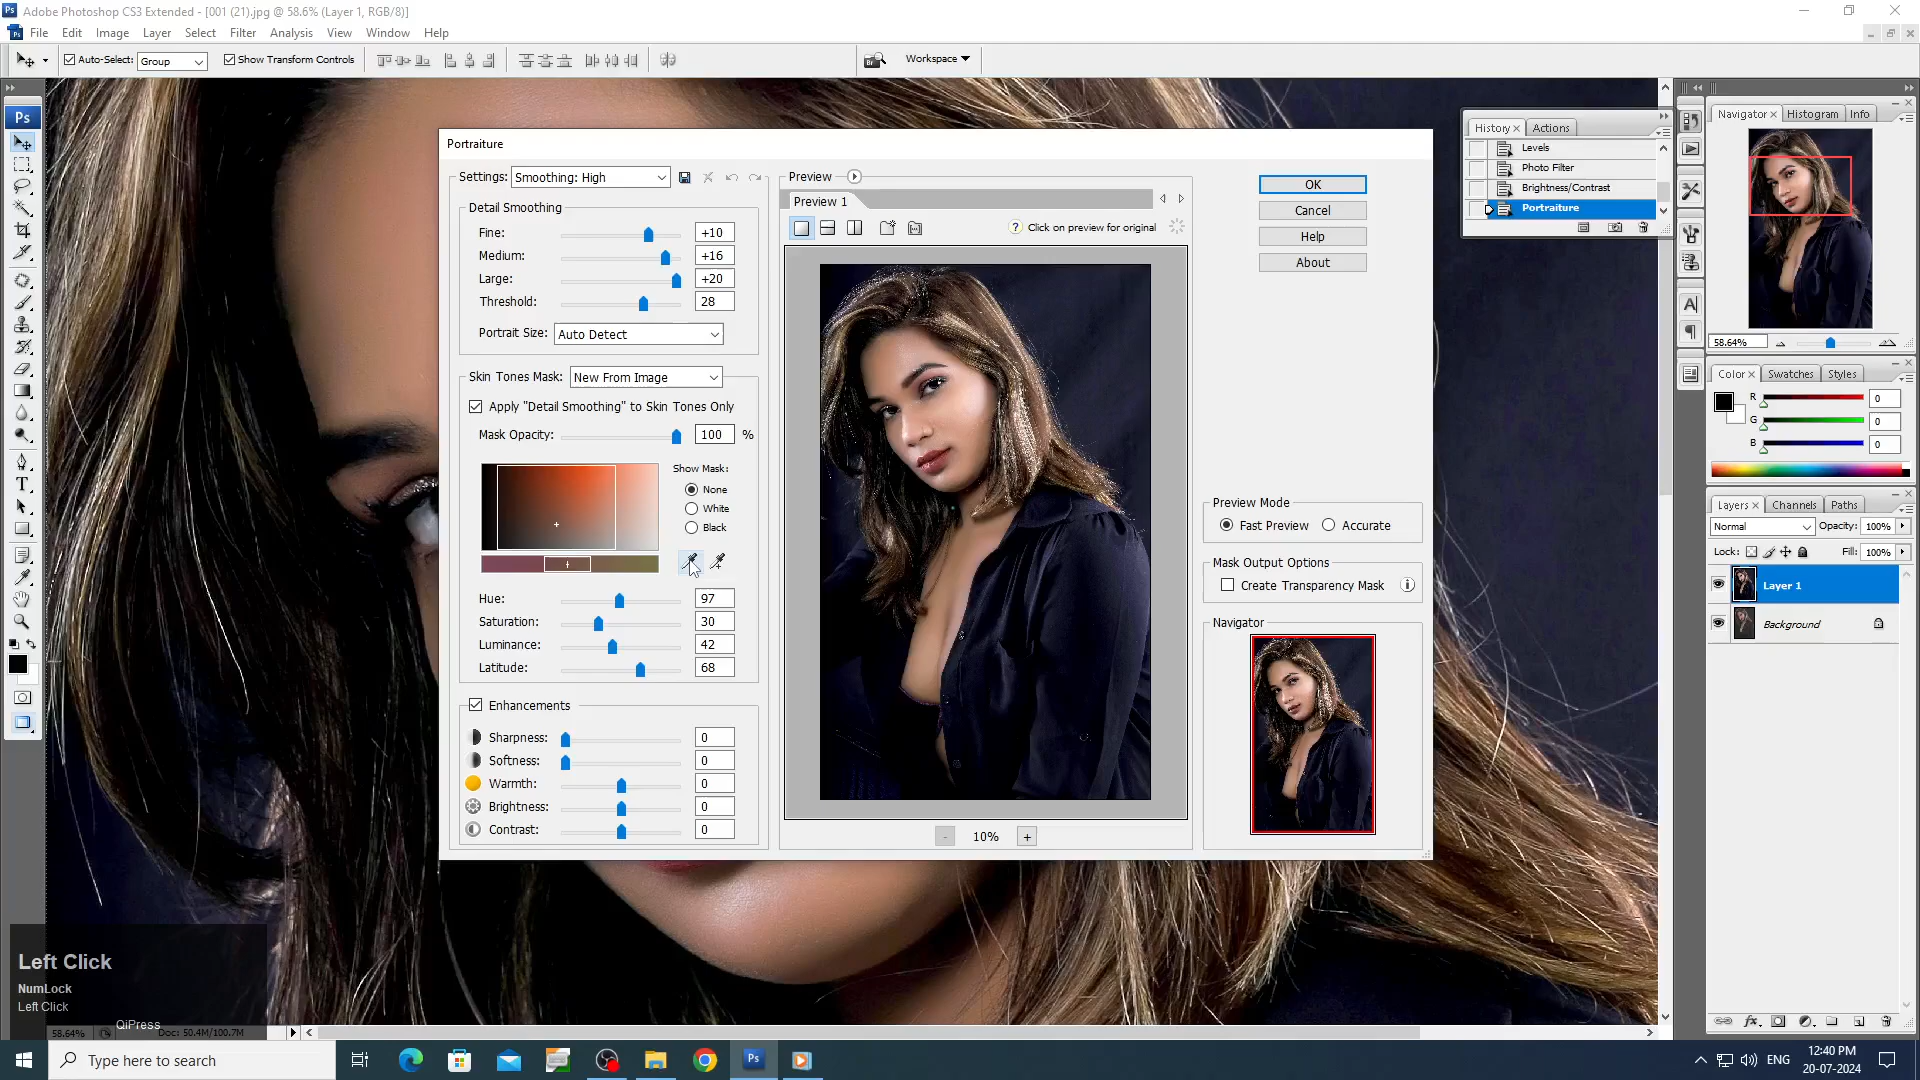 Adobe Photoshop CS3 Extended - [001 (21).jpg @ 58.6% (Layer 1, RGB/8)]
File Edit Image Layer Select Filter Analysis View Window Help
Auto-Select: Group Show Transform Controls Workspace
Ps
Portraiture
Settings: Smoothing: High
Detail Smoothing
Fine: +10
Medium: +16
Large: +20
Threshold: 28
Portrait Size: Auto Detect
Skin Tones Mask: New From Image
Apply "Detail Smoothing" to Skin Tones Only
Mask Opacity: 100 %
Show Mask:
None
White
Black
Hue: 97
Saturation: 30
Luminance: 42
Latitude: 68
Enhancements
Sharpness: 0
Softness: 0
Warmth: 0
Brightness: 0
Contrast: 0
Preview
Preview 1
? Click on preview for original
- 10% +
OK
Cancel
Help
About
Preview Mode
Fast Preview Accurate
Mask Output Options
Create Transparency Mask
Navigator
History Actions
Levels
Photo Filter
Brightness/Contrast
Portraiture
Navigator Histogram Info
58.64%
Color Swatches Styles
R 0
G 0
B 0
Layers Channels Paths
Normal Opacity: 100%
Lock: Fill: 100%
Layer 1
Background
Left Click
NumLock
Left Click
QiPress
58.64% Doc: 50.4M/100.7M
Type here to search
ENG
12:40 PM
20-07-2024